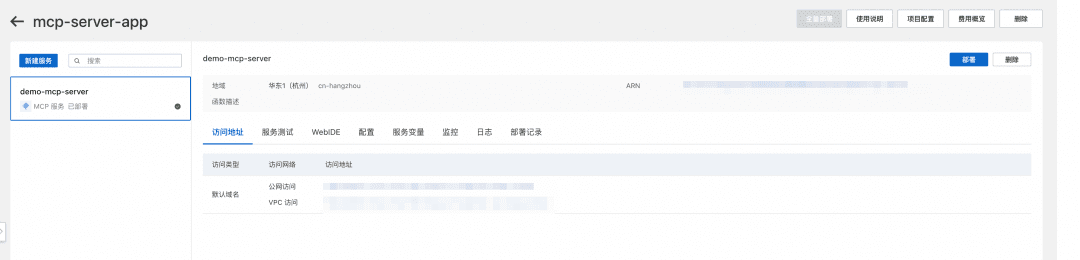 mcp-server-app
全量部署 使用说明 项目配置 费用概览 删除
新建服务 搜索
demo-mcp-server
MCP 服务 已部署
demo-mcp-server
部署 删除
地域 华东1（杭州） cn-hangzhou ARN
函数描述
访问地址 服务测试 WebIDE 配置 服务变量 监控 日志 部署记录
访问类型 访问网络 访问地址
默认域名 公网访问
VPC 访问